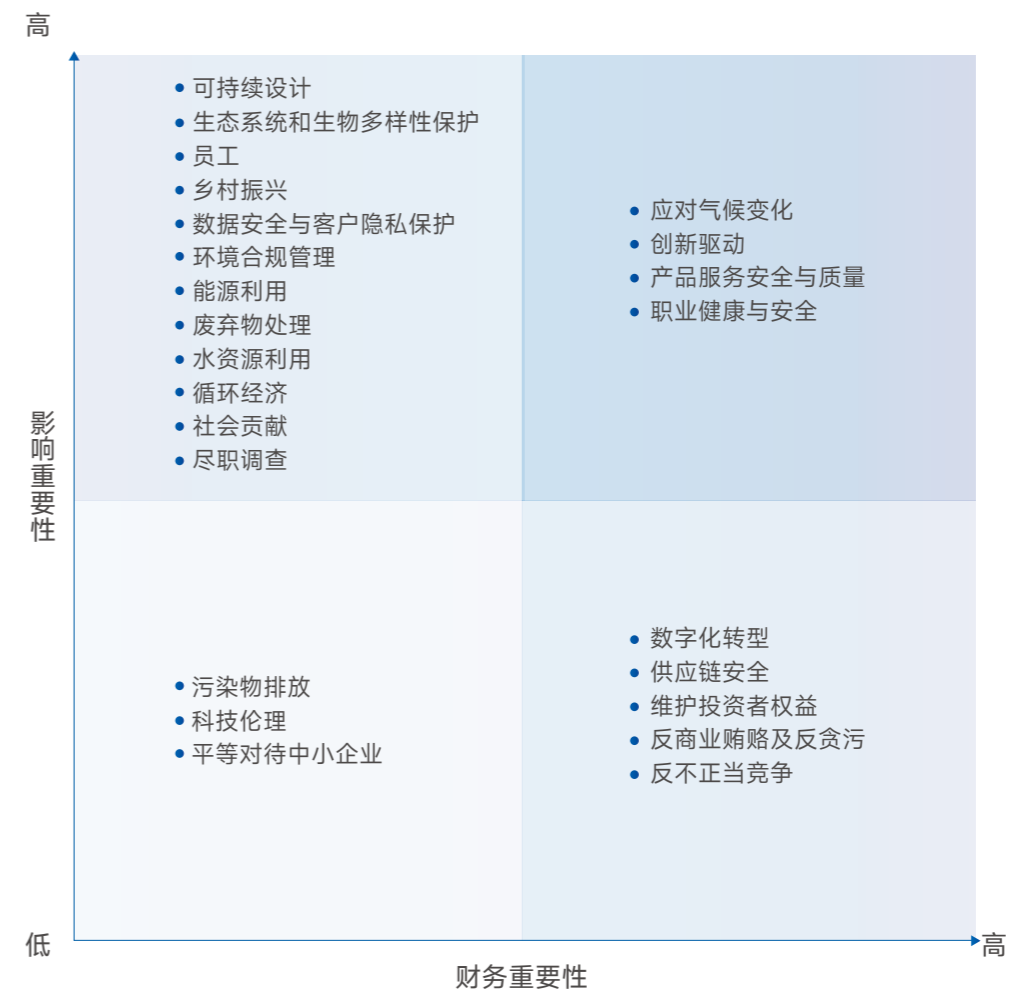 高
可持续设计
生态系统和生物多样性保护
员工
乡村振兴
数据安全与客户隐私保护
环境合规管理
能源利用
废弃物处理
水资源利用
循环经济
社会贡献
尽职调查
应对气候变化
创新驱动
产品服务安全与质量
职业健康与安全
影响重要性
污染物排放
科技伦理
平等对待中小企业
数字化转型
供应链安全
维护投资者权益
反商业贿赂及反贪污
反不正当竞争
低
高
财务重要性